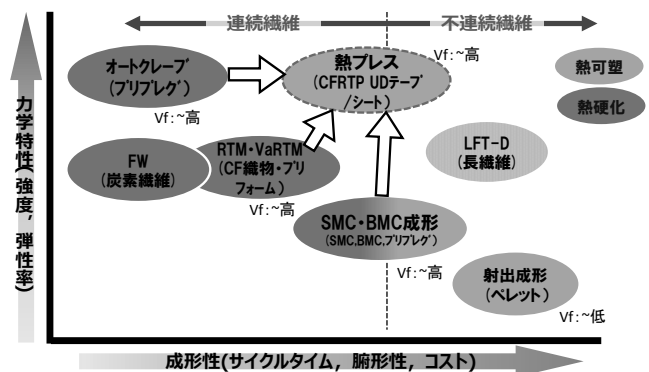 連続繊維
不連続繊維
オートクレーブ
(プリプレグ)
Vf:~高
熱プレス
(CFRTP UDテープ
/シート)
Vf:~高
熱可塑
熱硬化
FW
(炭素繊維)
RTM・VaRTM
(CF織物・プリ
フォーム)
Vf:~高
LFT-D
(長繊維)
SMC・BMC成形
(SMC,BMC,プリプレグ)
Vf:~高
射出成形
(ペレット)
Vf:~低
力学特性(強度,弾性率)
成形性(サイクルタイム,腑形性,コスト)